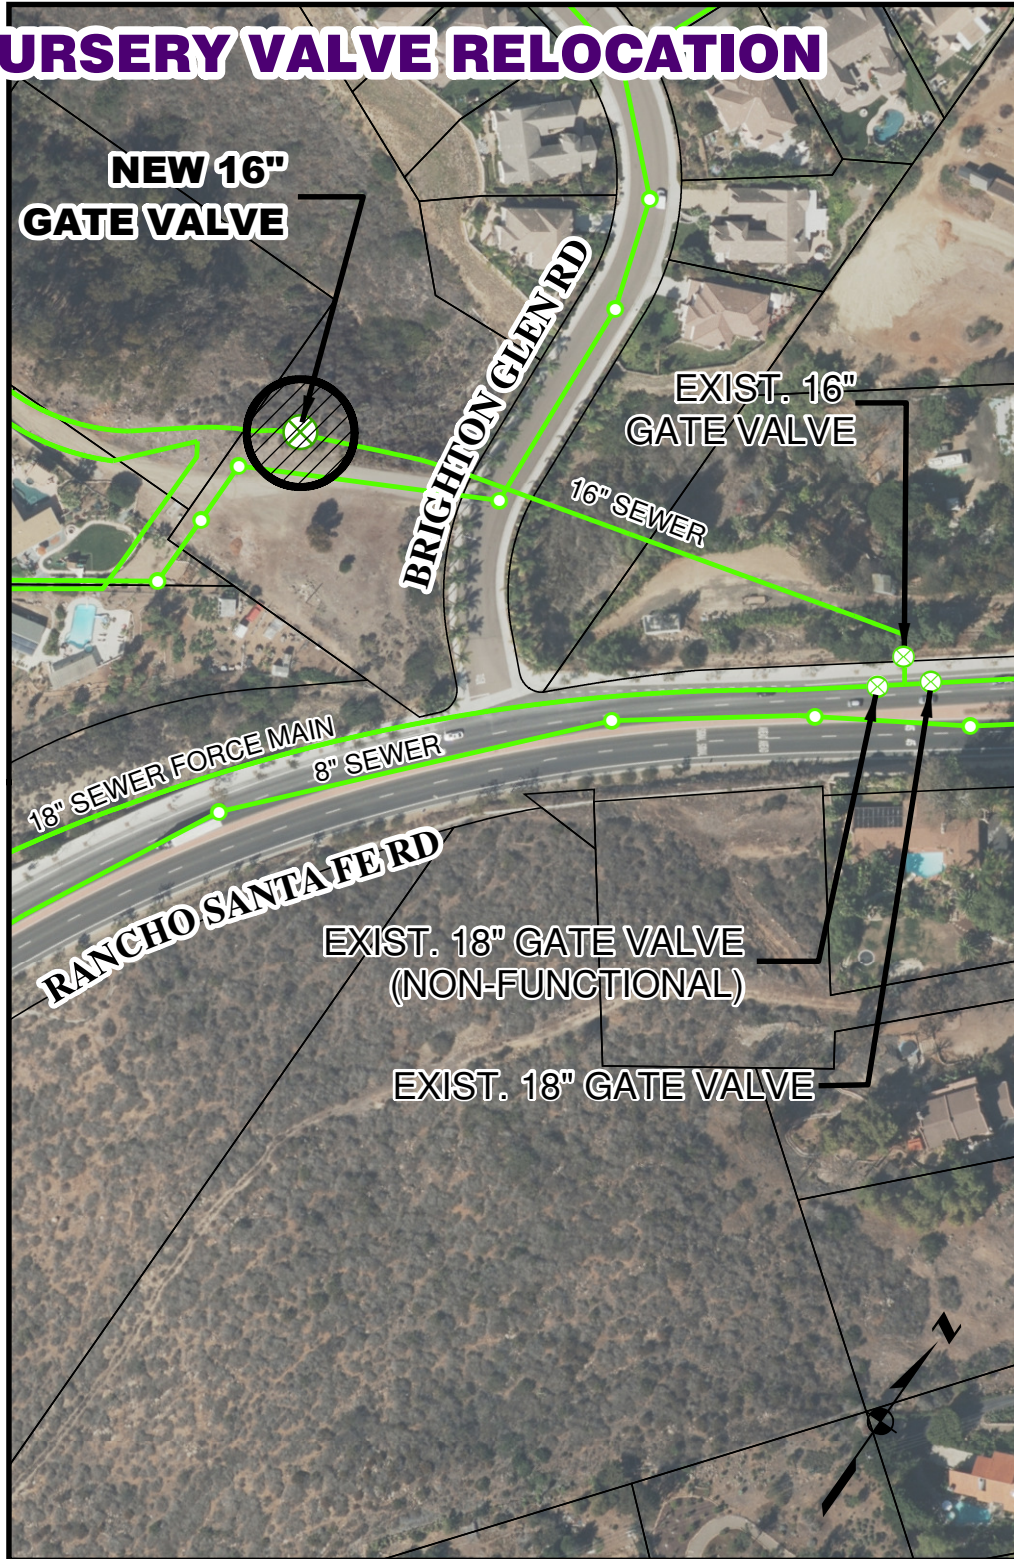 URSERY VALVE RELOCATION
NEW 16"
GATE VALVE
BRIGHTON GLEN RD
EXIST. 16"
GATE VALVE
16" SEWER
18" SEWER FORCE MAIN
8" SEWER
RANCHO SANTA FE RD
EXIST. 18" GATE VALVE
(NON-FUNCTIONAL)
EXIST. 18" GATE VALVE
N